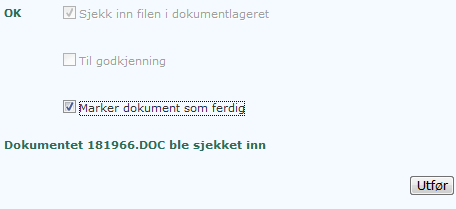 OK Sjekk inn filen i dokumentlageret
Til godkjenning
Marker dokument som ferdig
Dokumentet 181966.DOC ble sjekket inn
Utfør